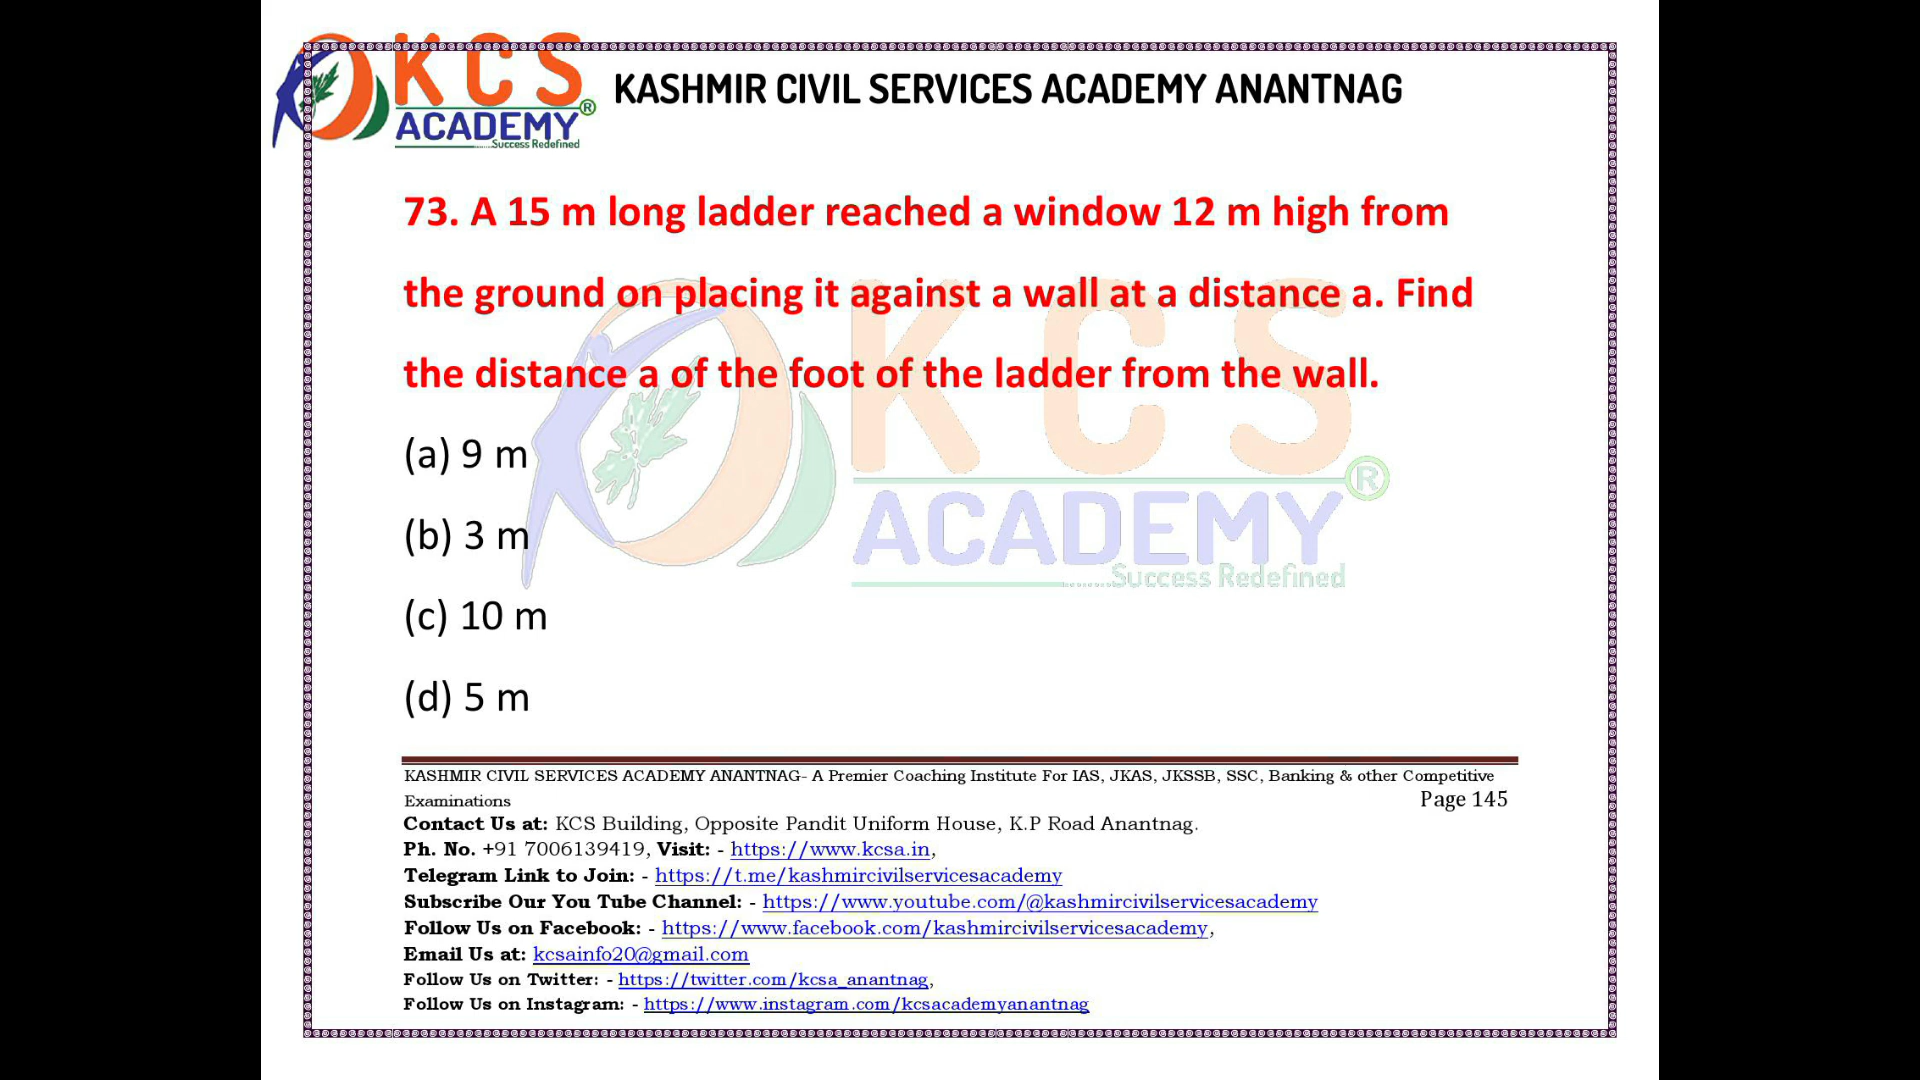 KCS
ACADEMY®
......Success Redefined
KASHMIR CIVIL SERVICES ACADEMY ANANTNAG
73. A 15 m long ladder reached a window 12 m high from
the ground on placing it against a wall at a distance a. Find
the distance a of the foot of the ladder from the wall.
(a) 9 m
(b) 3 m
(c) 10 m
(d) 5 m
KCS
ACADEMY®
.......Success Redefined
KASHMIR CIVIL SERVICES ACADEMY ANANTNAG- A Premier Coaching Institute For IAS, JKAS, JKSSB, SSC, Banking & other Competitive
Examinations Page 145
Contact Us at: KCS Building, Opposite Pandit Uniform House, K.P Road Anantnag.
Ph. No. +91 7006139419, Visit: - https://www.kcsa.in,
Telegram Link to Join: - https://t.me/kashmircivilservicesacademy
Subscribe Our You Tube Channel: - https://www.youtube.com/@kashmircivilservicesacademy
Follow Us on Facebook: - https://www.facebook.com/kashmircivilservicesacademy,
Email Us at: kcsainfo20@gmail.com
Follow Us on Twitter: - https://twitter.com/kcsa_anantnag,
Follow Us on Instagram: - https://www.instagram.com/kcsacademyanantnag